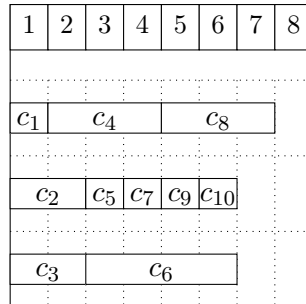 1 2 3 4 5 6 7 8
c₁ c₄ c₈
c₂ c₅ c₇ c₉ c₁₀
c₃ c₆